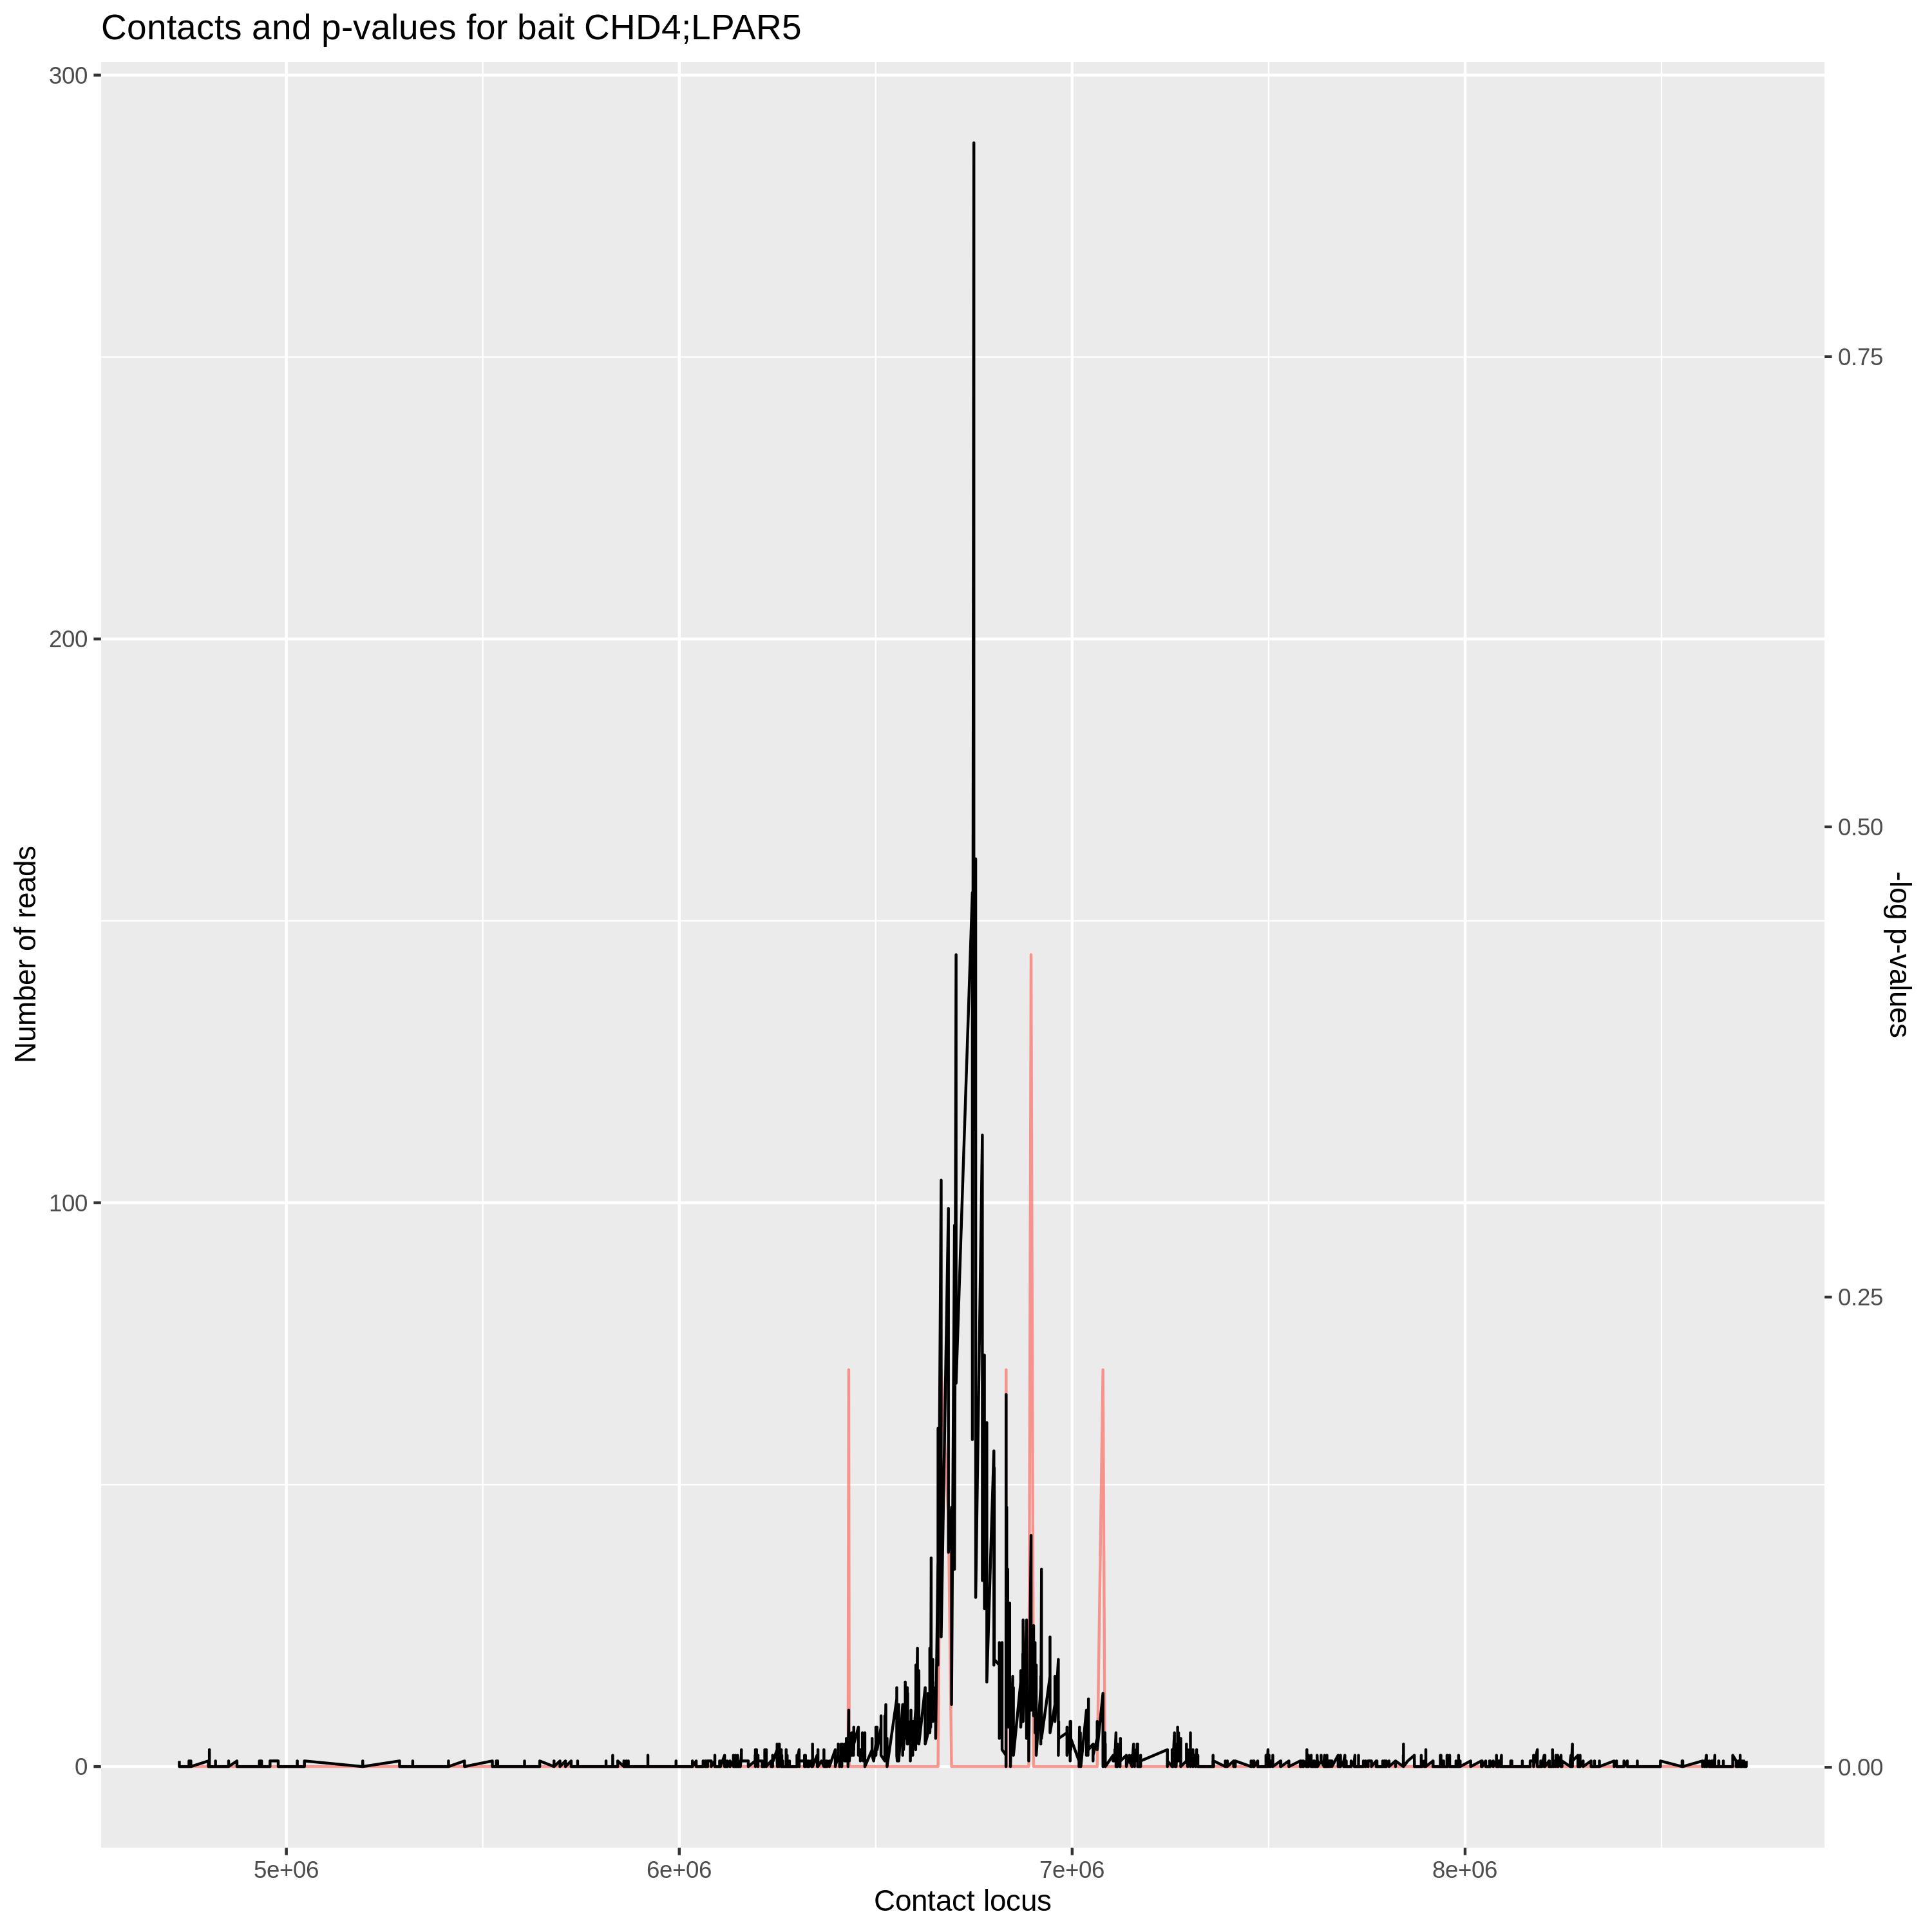 Contacts and p-values for bait CHD4;LPAR5
300
200
100
0
Number of reads
0.75
0.50
0.25
0.00
-log p-values
5e+06
6e+06
7e+06
8e+06
Contact locus